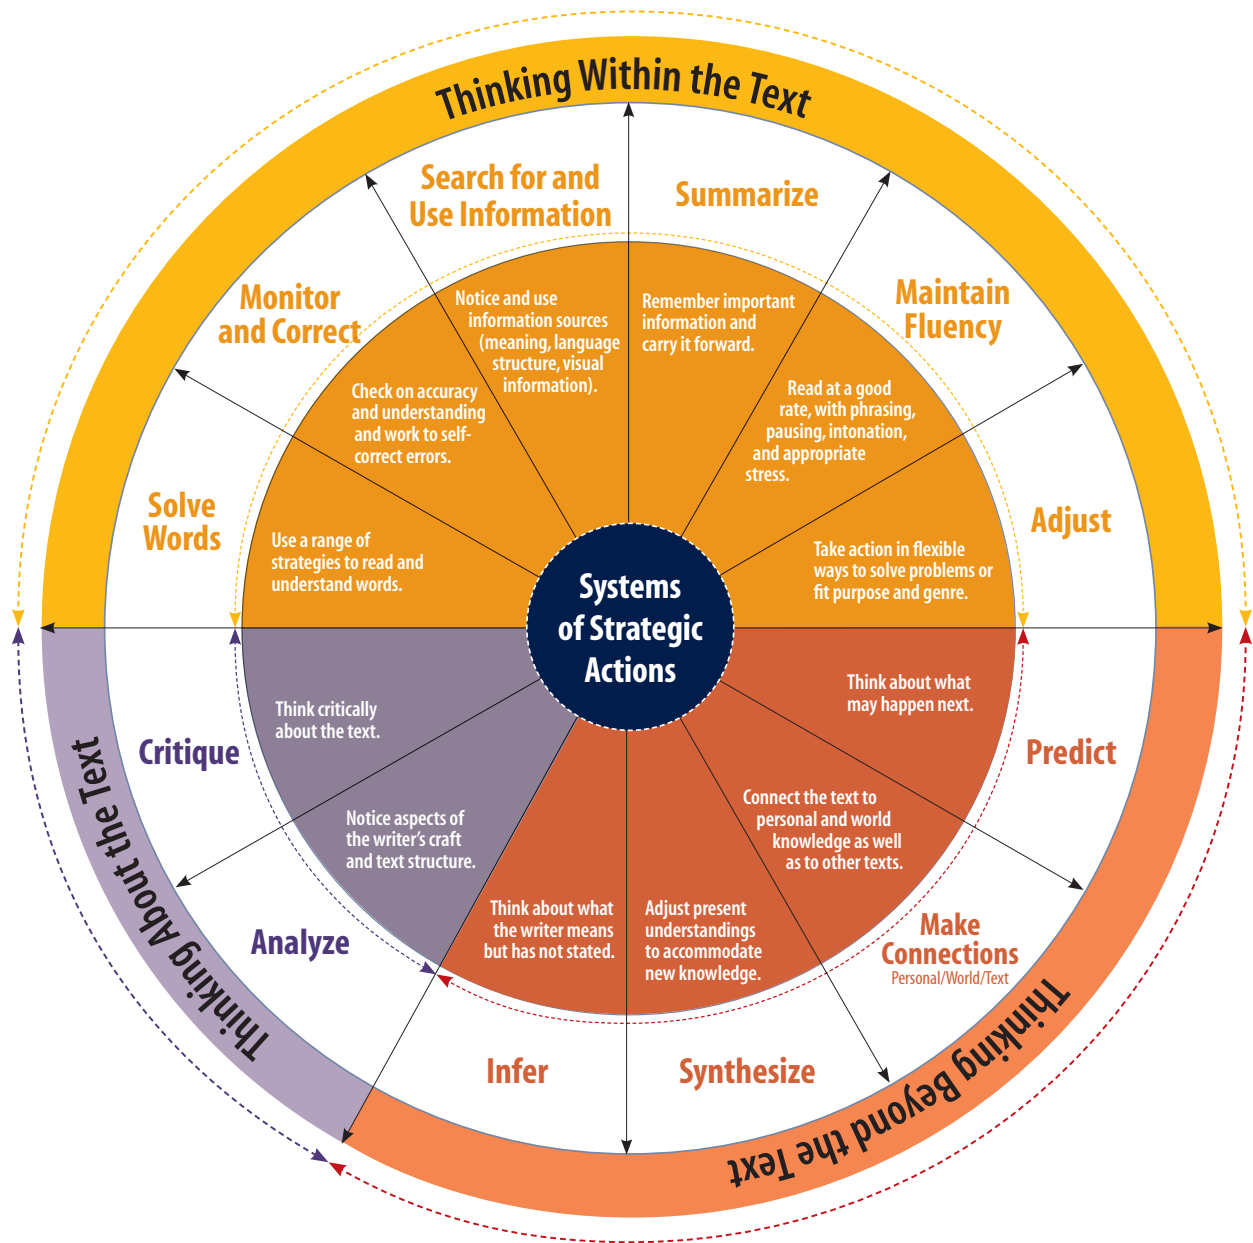 Thinking Within the Text
Search for and
Use Information
Summarize
Monitor
and Correct
Maintain
Fluency
Solve
Words
Adjust
Notice and use
information sources
(meaning, language
structure, visual
information).
Remember important
information and
carry it forward.
Check on accuracy
and understanding
and work to self-
correct errors.
Read at a good
rate, with phrasing,
pausing, intonation,
and appropriate
stress.
Use a range of
strategies to read and
understand words.
Take action in flexible
ways to solve problems or
fit purpose and genre.
Systems
of Strategic
Actions
Think critically
about the text.
Think about what
may happen next.
Critique
Predict
Notice aspects of
the writer's craft
and text structure.
Connect the text to
personal and world
knowledge as well
as to other texts.
Think about what
the writer means
but has not stated.
Adjust present
understandings
to accommodate
new knowledge.
Analyze
Make
Connections
Personal/World/Text
Infer
Synthesize
Thinking About the Text
Thinking Beyond the Text